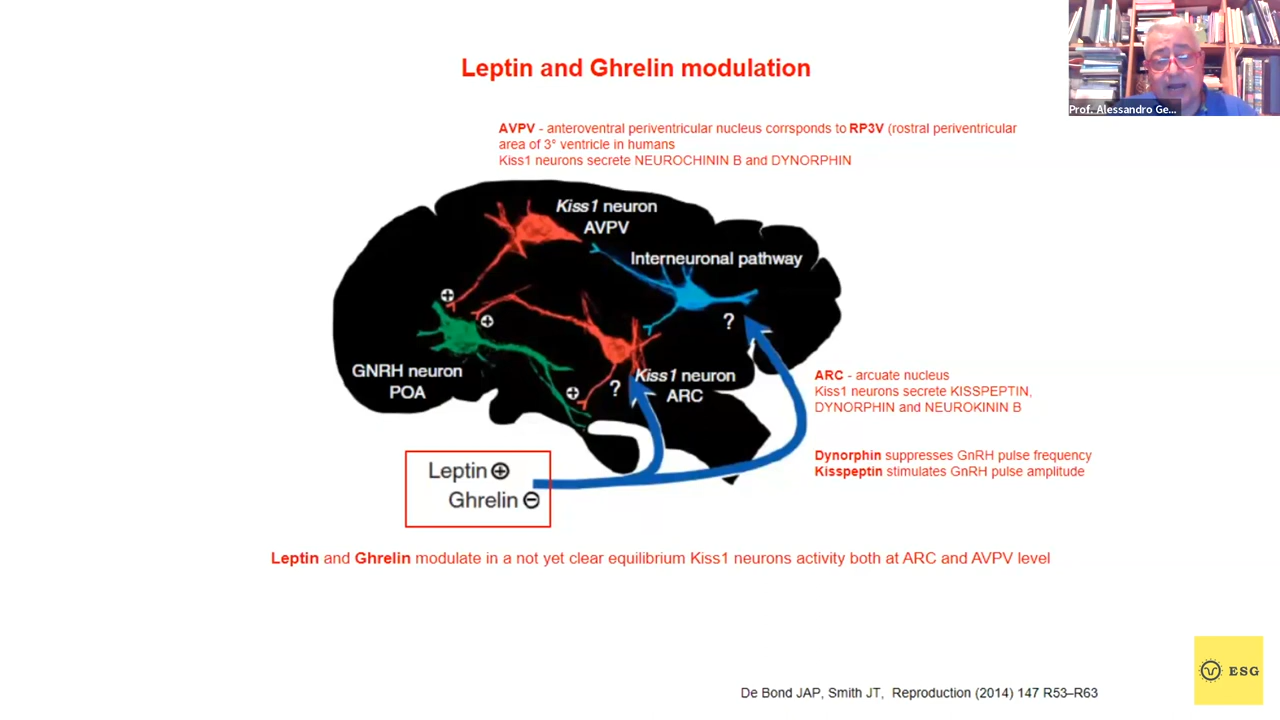 Leptin and Ghrelin modulation
Prof. Alessandro Ge...
AVPV - anteroventral periventricular nucleus corrsponds to RP3V (rostral periventricular
area of 3° ventricle in humans
Kiss1 neurons secrete NEUROCHININ B and DYNORPHIN
Kiss1 neuron
AVPV
Interneuronal pathway
+
+
?
GNRH neuron
POA
+
?
Kiss1 neuron
ARC
ARC - arcuate nucleus
Kiss1 neurons secrete KISSPEPTIN,
DYNORPHIN and NEUROKININ B
Dynorphin suppresses GnRH pulse frequency
Kisspeptin stimulates GnRH pulse amplitude
Leptin ⊕
Ghrelin ⊖
Leptin and Ghrelin modulate in a not yet clear equilibrium Kiss1 neurons activity both at ARC and AVPV level
ESG
De Bond JAP, Smith JT, Reproduction (2014) 147 R53–R63